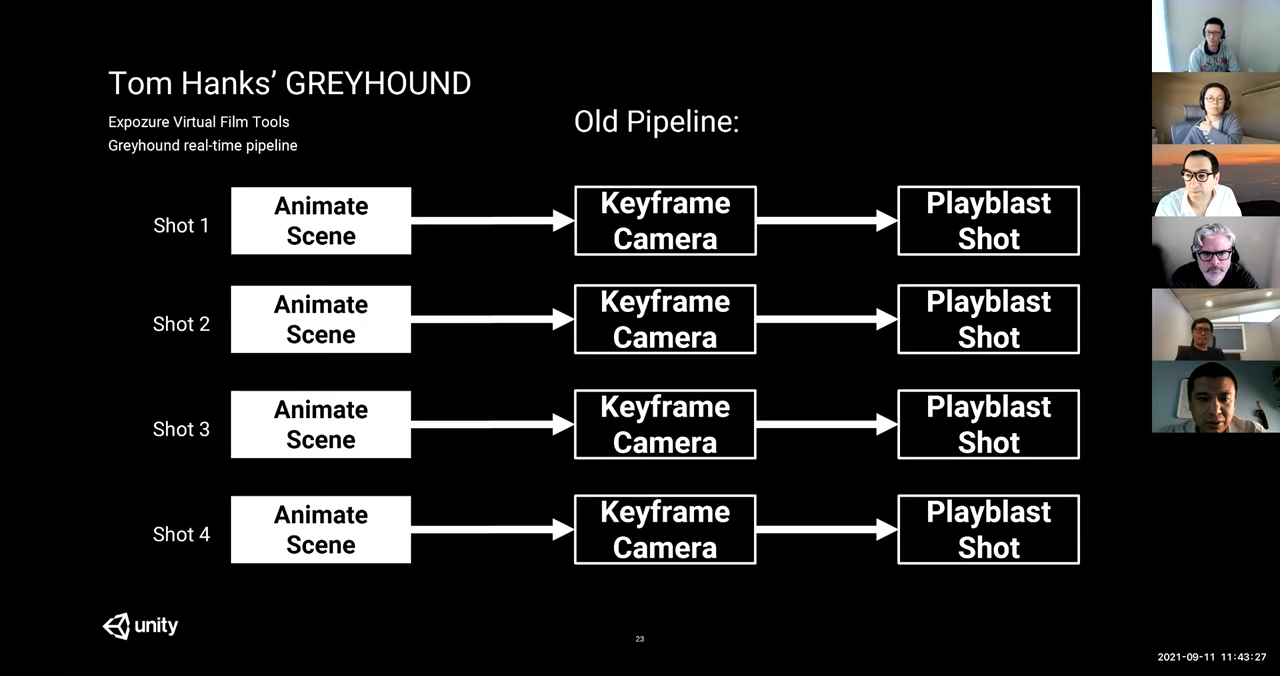 Tom Hanks’ GREYHOUND
Expozure Virtual Film Tools
Greyhound real-time pipeline
Old Pipeline:
Shot 1
Animate
Scene
Keyframe
Camera
Playblast
Shot
Shot 2
Animate
Scene
Keyframe
Camera
Playblast
Shot
Shot 3
Animate
Scene
Keyframe
Camera
Playblast
Shot
Shot 4
Animate
Scene
Keyframe
Camera
Playblast
Shot
unity
23
2021-09-11 11:43:27